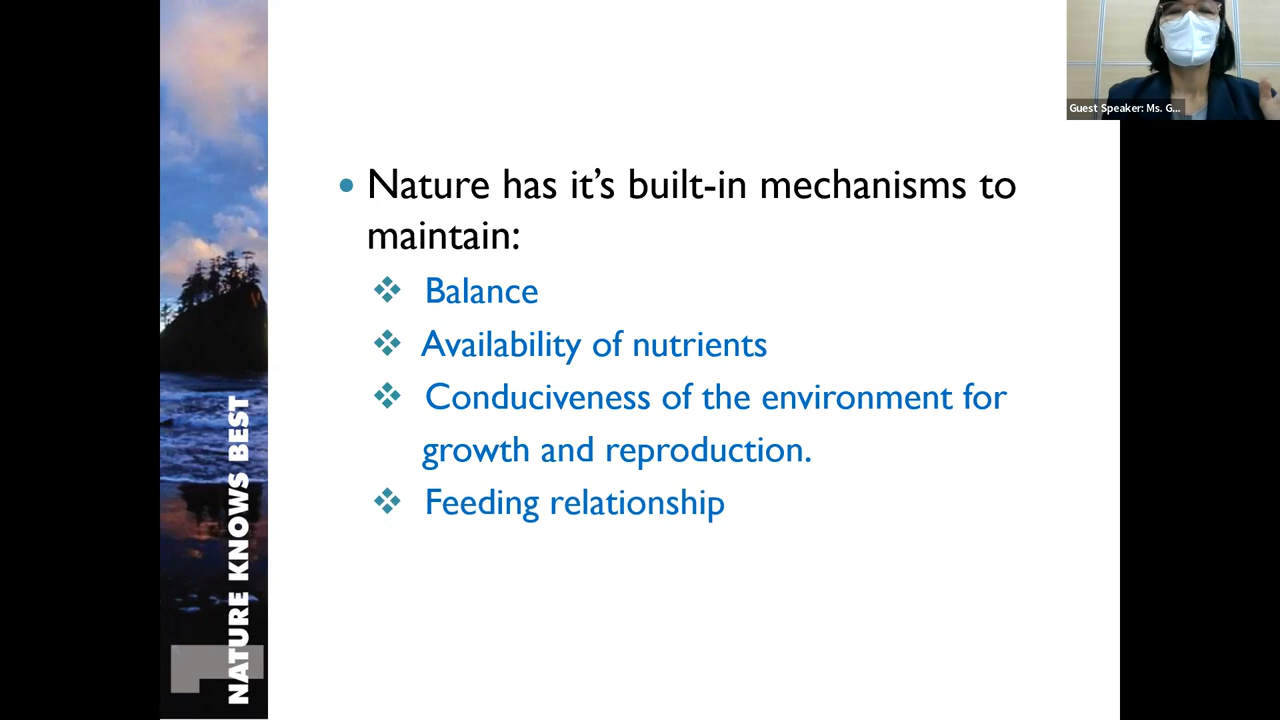 Guest Speaker: Ms. G...
• Nature has it’s built-in mechanisms to
maintain:
❖ Balance
❖ Availability of nutrients
❖ Conduciveness of the environment for
growth and reproduction.
❖ Feeding relationship
NATURE KNOWS BEST